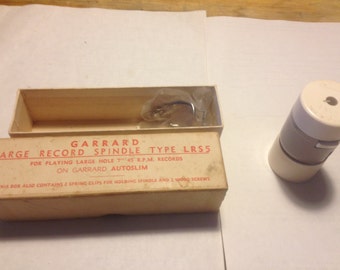 GARRARD
LARGE RECORD SPINDLE TYPE LRS5
FOR PLAYING LARGE HOLE 7" 45 R.P.M. RECORDS
ON GARRARD AUTOSLIM
BOX ALSO CONTAINS 2 SPRING CLIPS FOR HOLDING SPINDLE AND 2 WOOD SCREWS